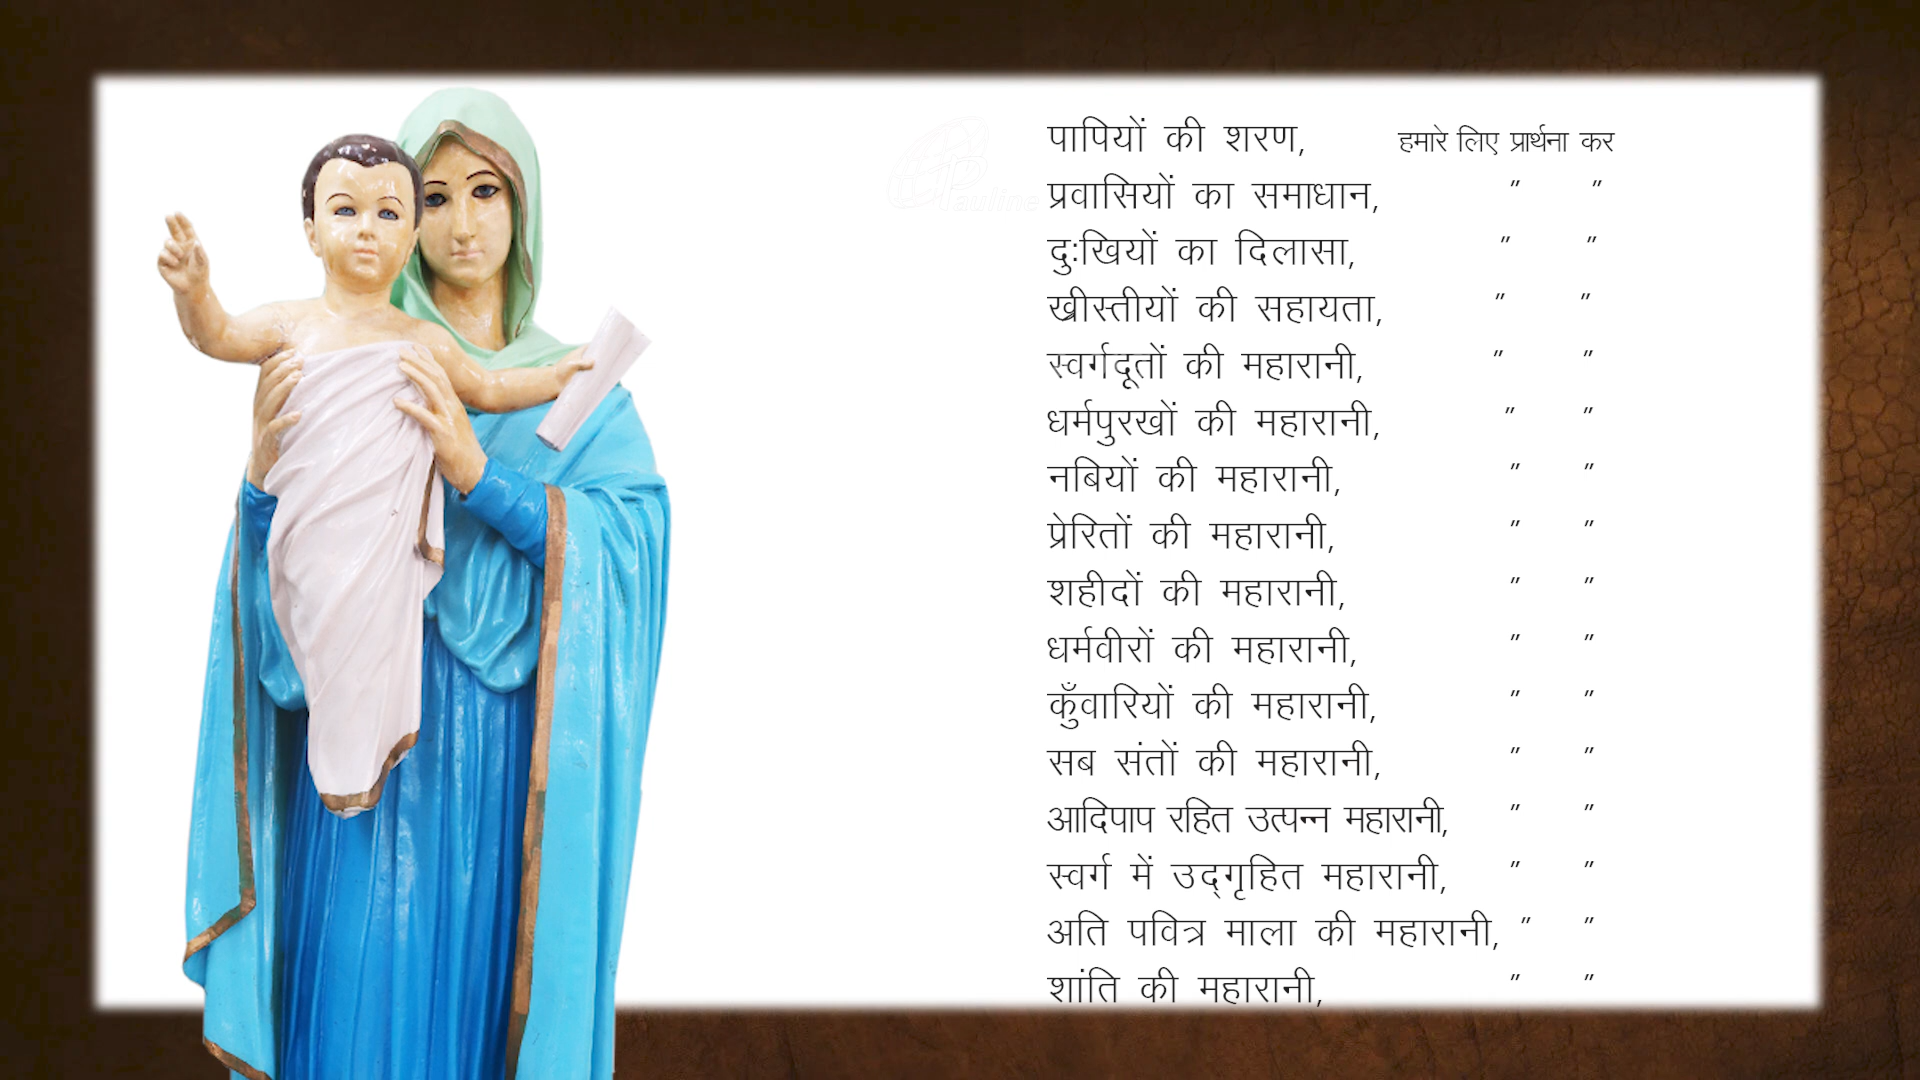 पापियों की शरण, हमारे लिए प्रार्थना कर
प्रवासियों का समाधान, " "
दुःखियों का दिलासा, " "
ख्रीस्तीयों की सहायता, " "
स्वर्गदूतों की महारानी, " "
धर्मपुरखों की महारानी, " "
नबियों की महारानी, " "
प्रेरितों की महारानी, " "
शहीदों की महारानी, " "
धर्मवीरों की महारानी, " "
कुँवारियों की महारानी, " "
सब संतों की महारानी, " "
आदिपाप रहित उत्पन्न महारानी, " "
स्वर्ग में उद्‌गृहित महारानी, " "
अति पवित्र माला की महारानी, " "
शांति की महारानी, " "
Pauline